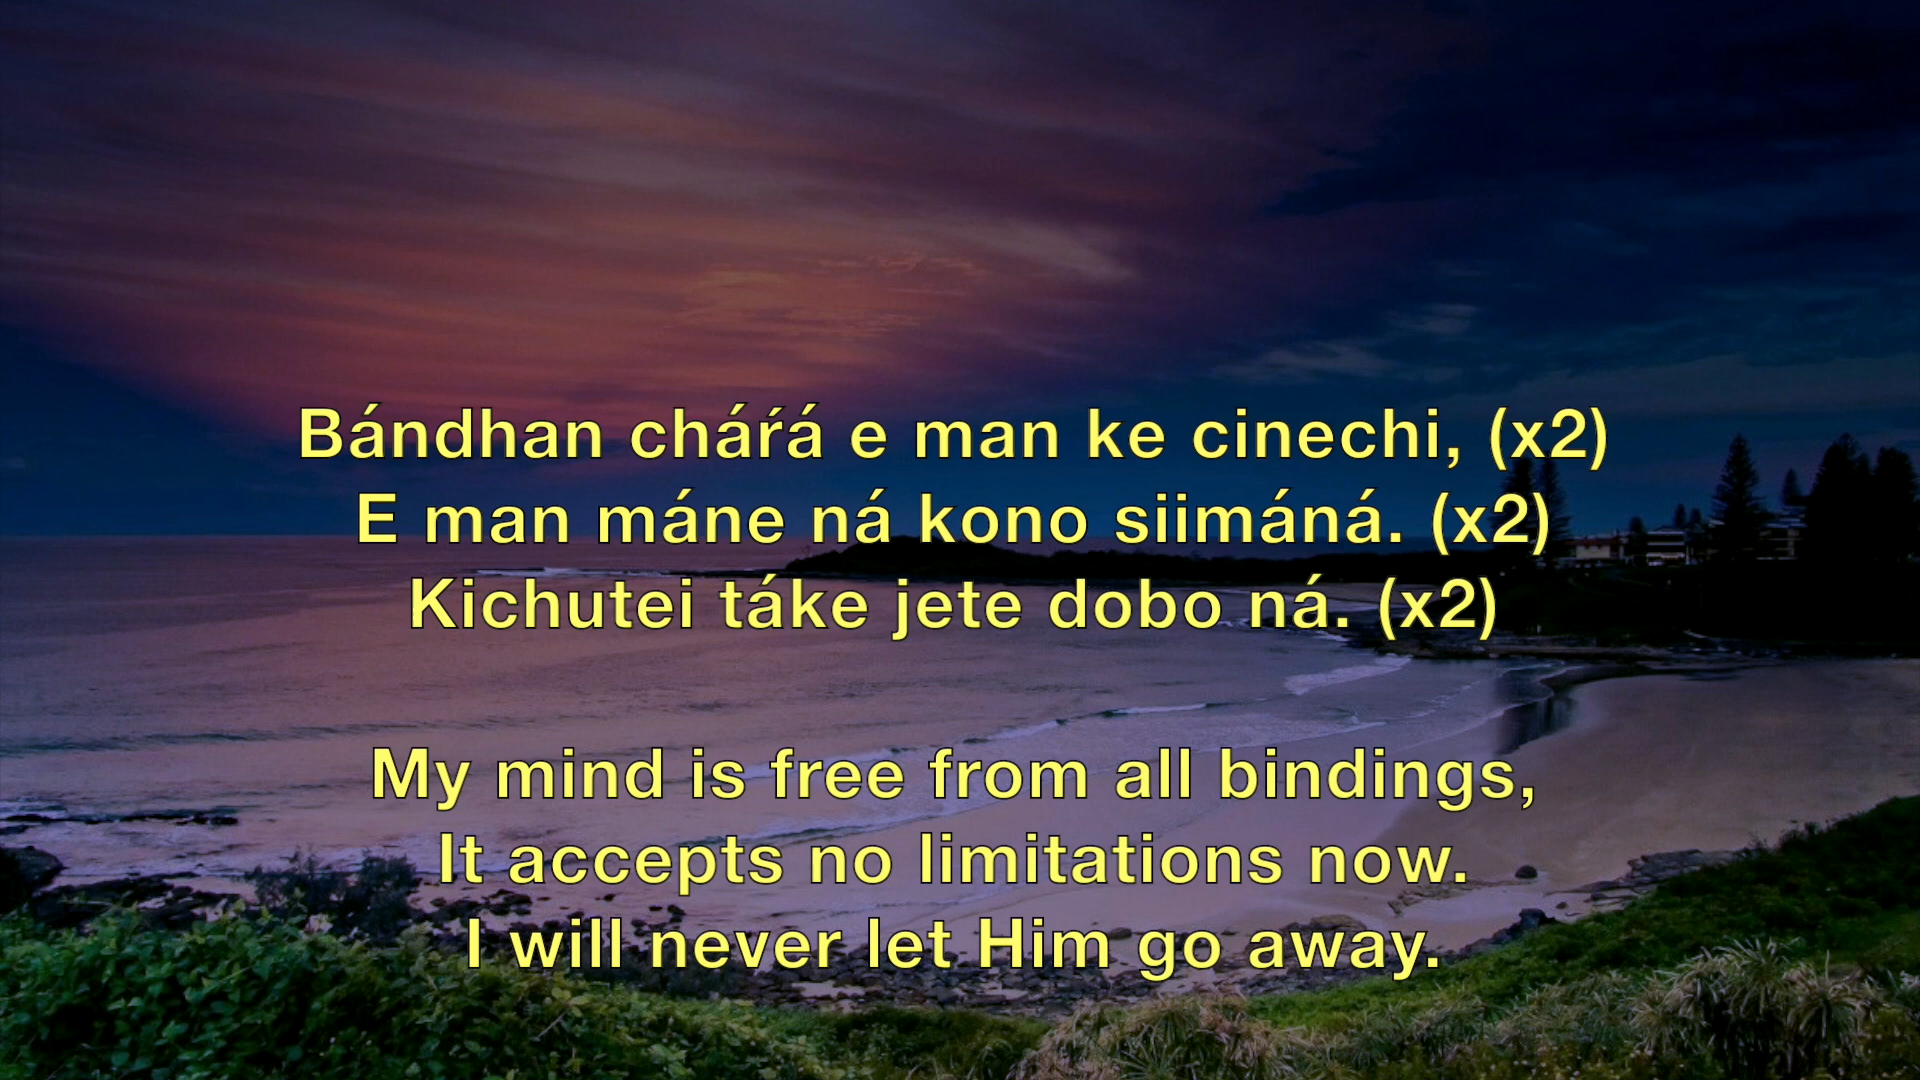 Bándhan cháŕá e man ke cinechi, (x2)
E man máne ná kono siimáná. (x2)
Kichutei táke jete dobo ná. (x2)
My mind is free from all bindings,
It accepts no limitations now.
I will never let Him go away.